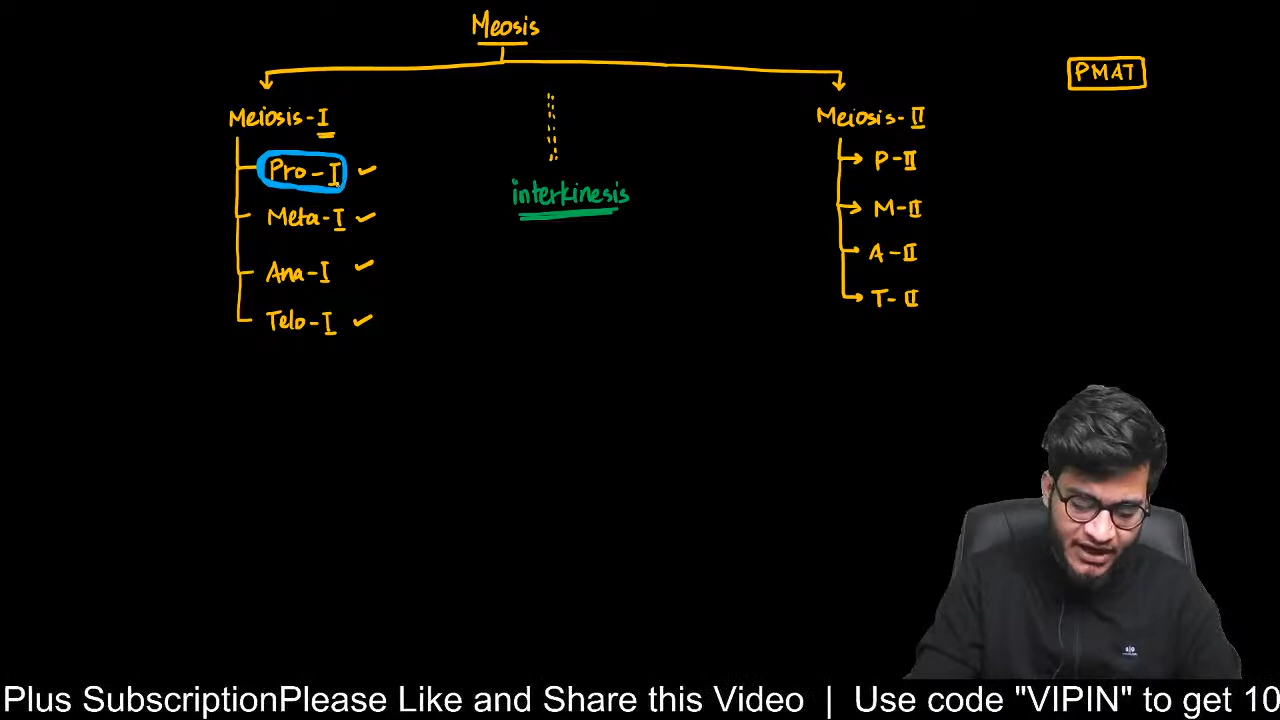 Meosis
PMAT
Meiosis-I
Pro-I
Meta-I
Ana-I
Telo-I
interkinesis
Meiosis-II
P-II
M-II
A-II
T-II
Plus SubscriptionPlease Like and Share this Video | Use code "VIPIN" to get 10